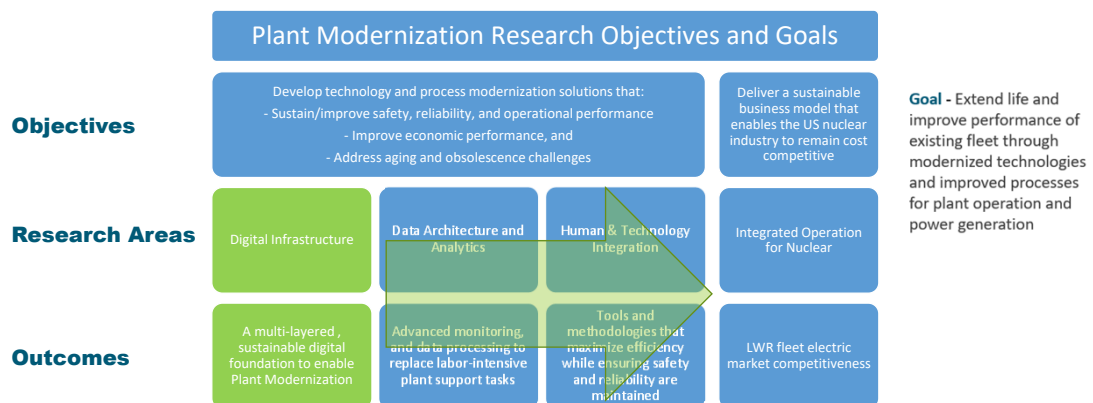 Plant Modernization Research Objectives and Goals
Objectives
Develop technology and process modernization solutions that:
- Sustain/improve safety, reliability, and operational performance
- Improve economic performance, and
- Address aging and obsolescence challenges
Deliver a sustainable
business model that
enables the US nuclear
industry to remain cost
competitive
Goal - Extend life and
improve performance of
existing fleet through
modernized technologies
and improved processes
for plant operation and
power generation
Research Areas
Digital Infrastructure
Data Architecture and
Analytics
Human & Technology
Integration
Integrated Operation
for Nuclear
Outcomes
A multi-layered ,
sustainable digital
foundation to enable
Plant Modernization
Advanced monitoring,
and data processing to
replace labor-intensive
plant support tasks
Tools and
methodologies that
maximize efficiency
while ensuring safety
and reliability are
maintained
LWR fleet electric
market competitiveness